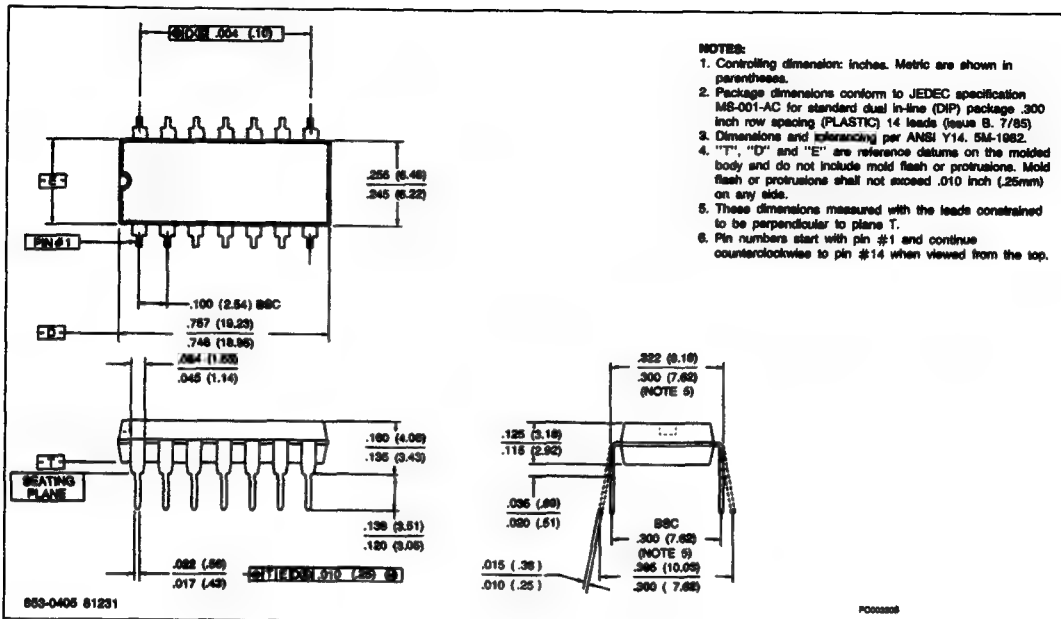 .004 (.10)
NOTES:
1. Controlling dimension: inches. Metric are shown in
parentheses.
2. Package dimensions conform to JEDEC specification
MS-001-AC for standard dual in-line (DIP) package .300
inch row spacing (PLASTIC) 14 leads (issue B. 7/85)
3. Dimensions and tolerancing per ANSI Y14. 5M-1982.
4. "T", "D" and "E" are reference datums on the molded
body and do not include mold flash or protrusions. Mold
flash or protrusions shall not exceed .010 inch (.25mm)
on any side.
5. These dimensions measured with the leads constrained
to be perpendicular to plane T.
6. Pin numbers start with pin #1 and continue
counterclockwise to pin #14 when viewed from the top.
-E-
.255 (6.48)
.245 (6.22)
PIN #1
.100 (2.54) BSC
-D-
.757 (19.23)
.746 (18.95)
.045 (1.14)
.322 (8.18)
.300 (7.62)
(NOTE 5)
.160 (4.06)
.135 (3.43)
.125 (3.18)
.115 (2.92)
-T-
SEATING
PLANE
.138 (3.51)
.120 (3.05)
.035 (.89)
.020 (.51)
BSC
.300 (7.62)
(NOTE 5)
.395 (10.03)
.300 ( 7.62)
.022 (.56)
.017 (.43)
T E D .010 (.25)
.015 (.38 )
.010 (.25 )
853-0405 81231